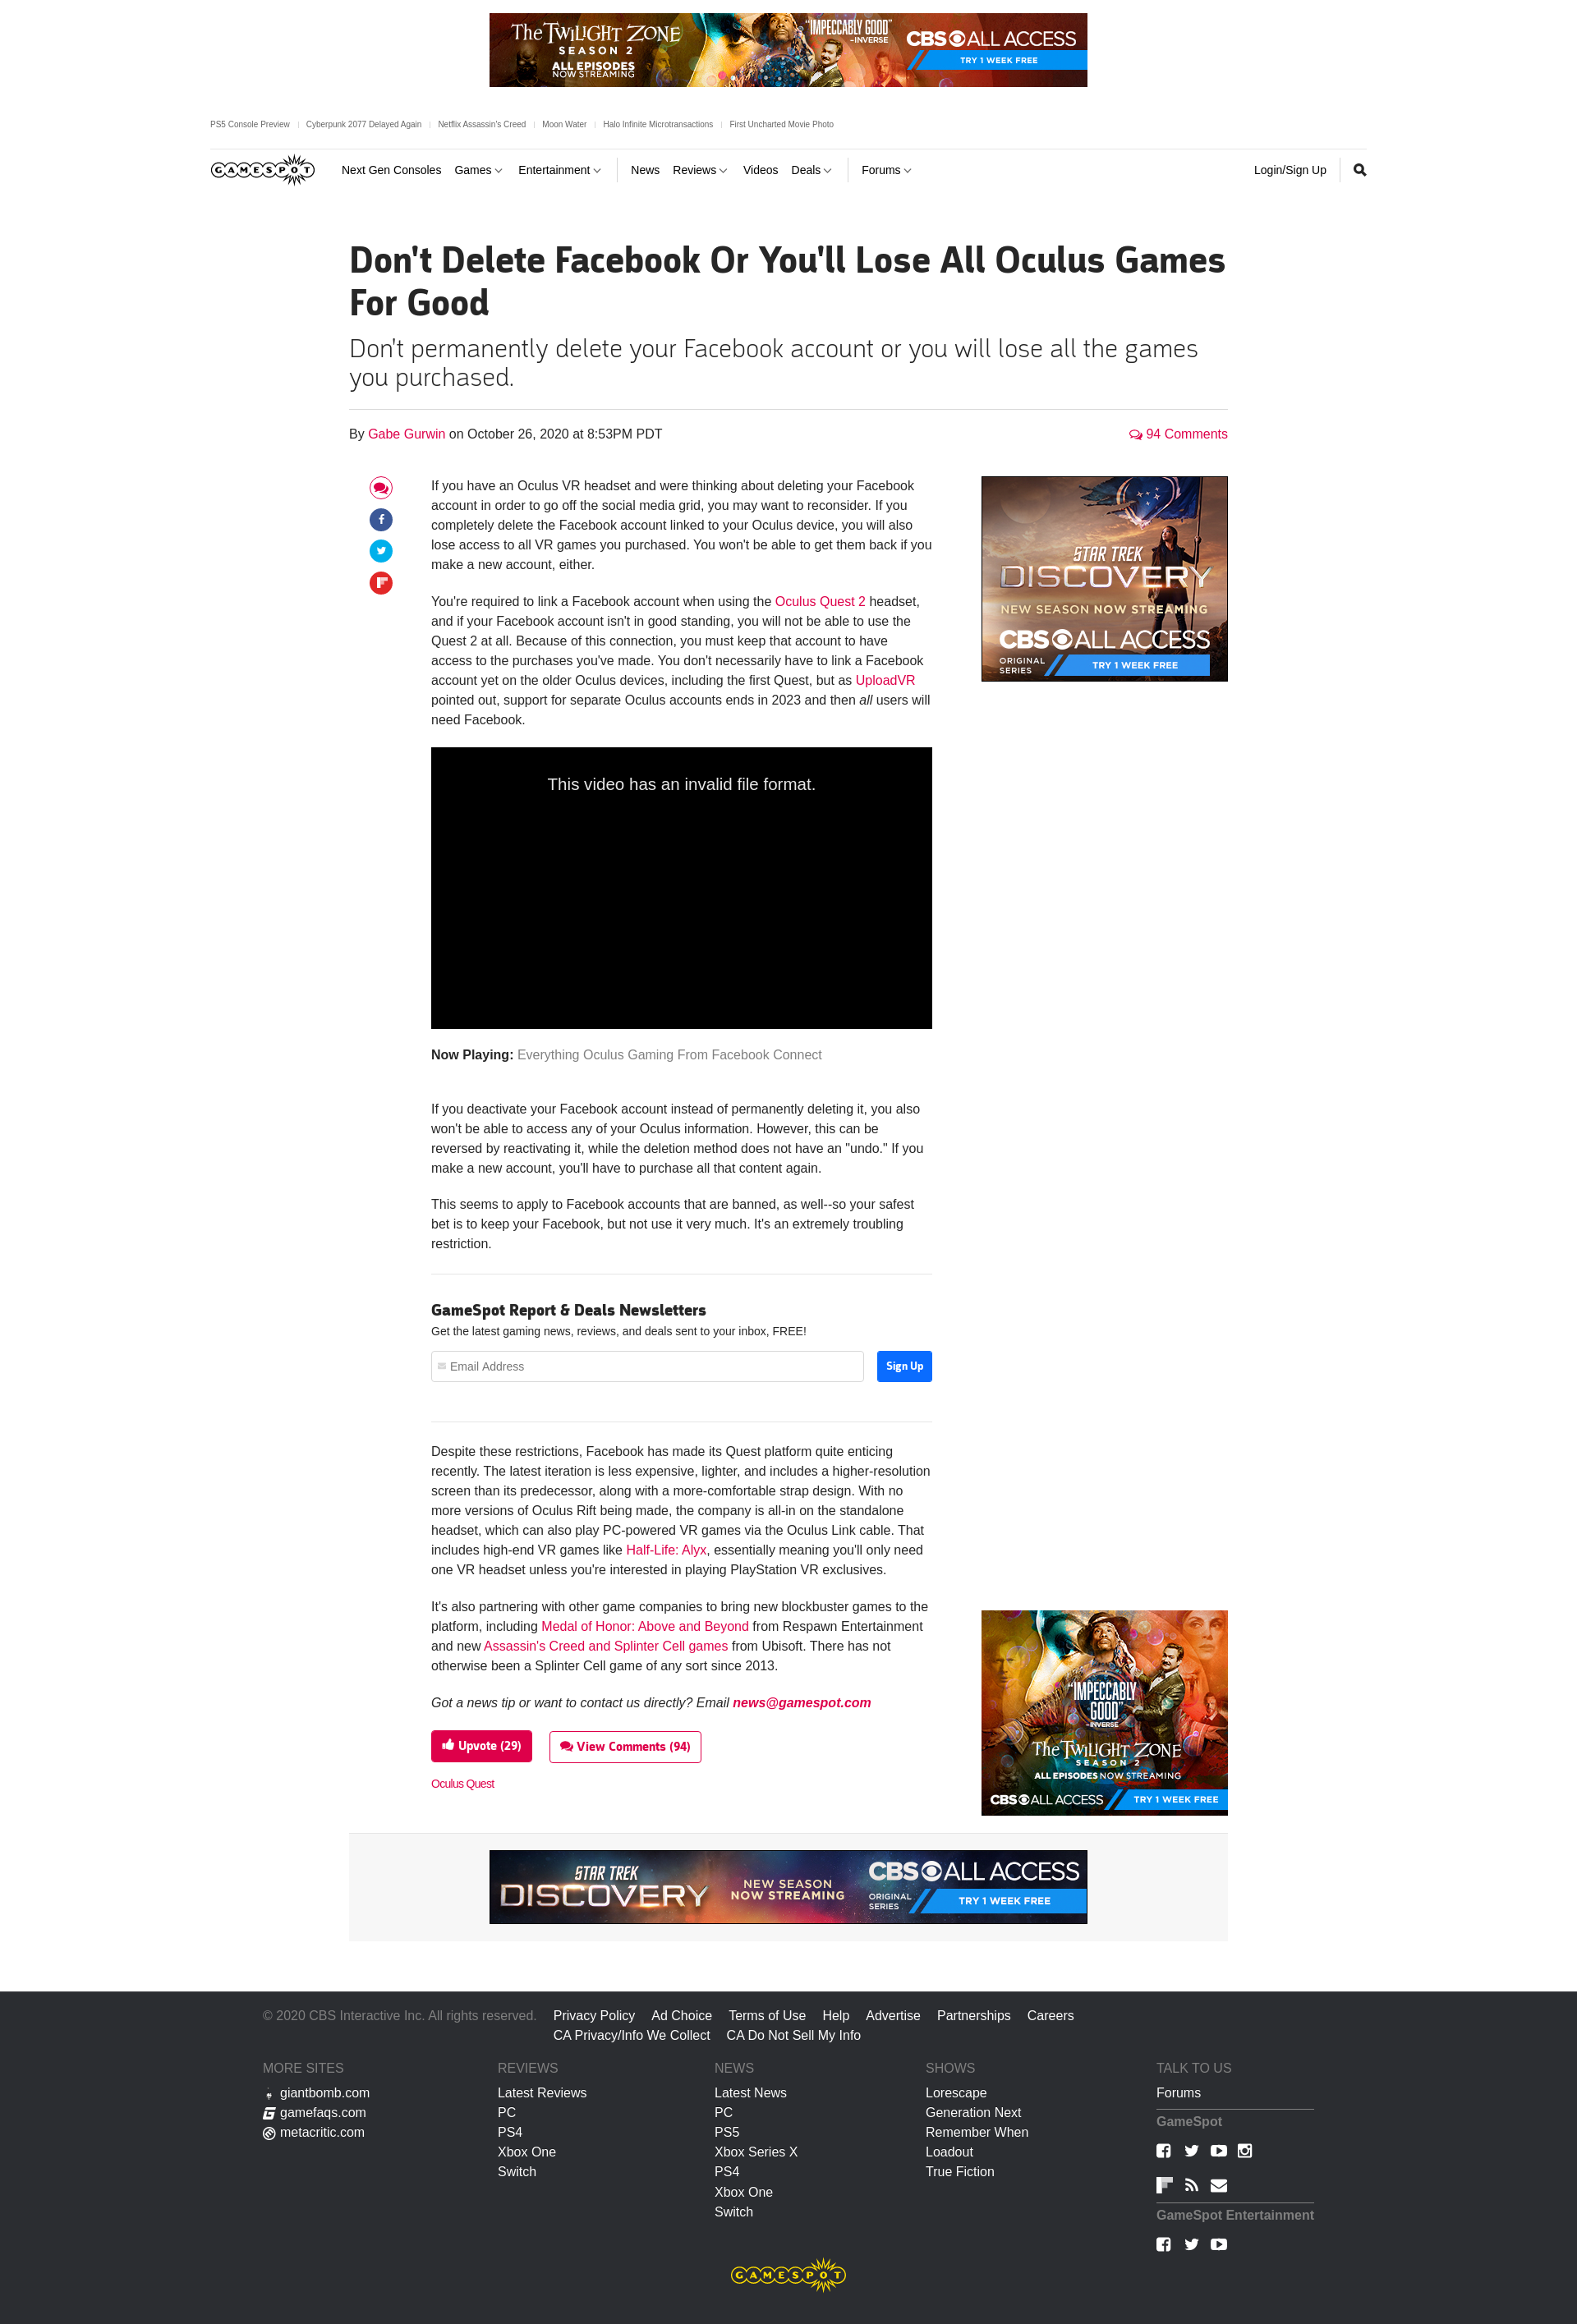 THE TWILIGHT ZONE
SEASON 2
ALL EPISODES
NOW STREAMING
"IMPECCABLY GOOD"
–INVERSE
CBS ALL ACCESS
TRY 1 WEEK FREE
PS5 Console Preview | Cyberpunk 2077 Delayed Again | Netflix Assassin's Creed | Moon Water | Halo Infinite Microtransactions | First Uncharted Movie Photo
GAMESPOT Next Gen Consoles Games Entertainment News Reviews Videos Deals Forums Login/Sign Up
Don't Delete Facebook Or You'll Lose All Oculus Games
For Good
Don't permanently delete your Facebook account or you will lose all the games
you purchased.
By Gabe Gurwin on October 26, 2020 at 8:53PM PDT
94 Comments
If you have an Oculus VR headset and were thinking about deleting your Facebook
account in order to go off the social media grid, you may want to reconsider. If you
completely delete the Facebook account linked to your Oculus device, you will also
lose access to all VR games you purchased. You won't be able to get them back if you
make a new account, either.
You're required to link a Facebook account when using the Oculus Quest 2 headset,
and if your Facebook account isn't in good standing, you will not be able to use the
Quest 2 at all. Because of this connection, you must keep that account to have
access to the purchases you've made. You don't necessarily have to link a Facebook
account yet on the older Oculus devices, including the first Quest, but as UploadVR
pointed out, support for separate Oculus accounts ends in 2023 and then all users will
need Facebook.
STAR TREK
DISCOVERY
NEW SEASON NOW STREAMING
CBS ALL ACCESS
ORIGINAL
SERIES
TRY 1 WEEK FREE
This video has an invalid file format.
Now Playing: Everything Oculus Gaming From Facebook Connect
If you deactivate your Facebook account instead of permanently deleting it, you also
won't be able to access any of your Oculus information. However, this can be
reversed by reactivating it, while the deletion method does not have an "undo." If you
make a new account, you'll have to purchase all that content again.
This seems to apply to Facebook accounts that are banned, as well--so your safest
bet is to keep your Facebook, but not use it very much. It's an extremely troubling
restriction.
GameSpot Report & Deals Newsletters
Get the latest gaming news, reviews, and deals sent to your inbox, FREE!
Email Address
Sign Up
Despite these restrictions, Facebook has made its Quest platform quite enticing
recently. The latest iteration is less expensive, lighter, and includes a higher-resolution
screen than its predecessor, along with a more-comfortable strap design. With no
more versions of Oculus Rift being made, the company is all-in on the standalone
headset, which can also play PC-powered VR games via the Oculus Link cable. That
includes high-end VR games like Half-Life: Alyx, essentially meaning you'll only need
one VR headset unless you're interested in playing PlayStation VR exclusives.
It's also partnering with other game companies to bring new blockbuster games to the
platform, including Medal of Honor: Above and Beyond from Respawn Entertainment
and new Assassin's Creed and Splinter Cell games from Ubisoft. There has not
otherwise been a Splinter Cell game of any sort since 2013.
Got a news tip or want to contact us directly? Email news@gamespot.com
Upvote (29)
View Comments (94)
Oculus Quest
"IMPECCABLY
GOOD"
–INVERSE
THE TWILIGHT ZONE
SEASON 2
ALL EPISODES NOW STREAMING
CBS ALL ACCESS
TRY 1 WEEK FREE
STAR TREK
DISCOVERY
NEW SEASON
NOW STREAMING
CBS ALL ACCESS
ORIGINAL
SERIES
TRY 1 WEEK FREE
© 2020 CBS Interactive Inc. All rights reserved. Privacy Policy Ad Choice Terms of Use Help Advertise Partnerships Careers
CA Privacy/Info We Collect CA Do Not Sell My Info
MORE SITES
giantbomb.com
gamefaqs.com
metacritic.com
REVIEWS
Latest Reviews
PC
PS4
Xbox One
Switch
NEWS
Latest News
PC
PS5
Xbox Series X
PS4
Xbox One
Switch
SHOWS
Lorescape
Generation Next
Remember When
Loadout
True Fiction
TALK TO US
Forums
GameSpot
GameSpot Entertainment
GAMESPOT